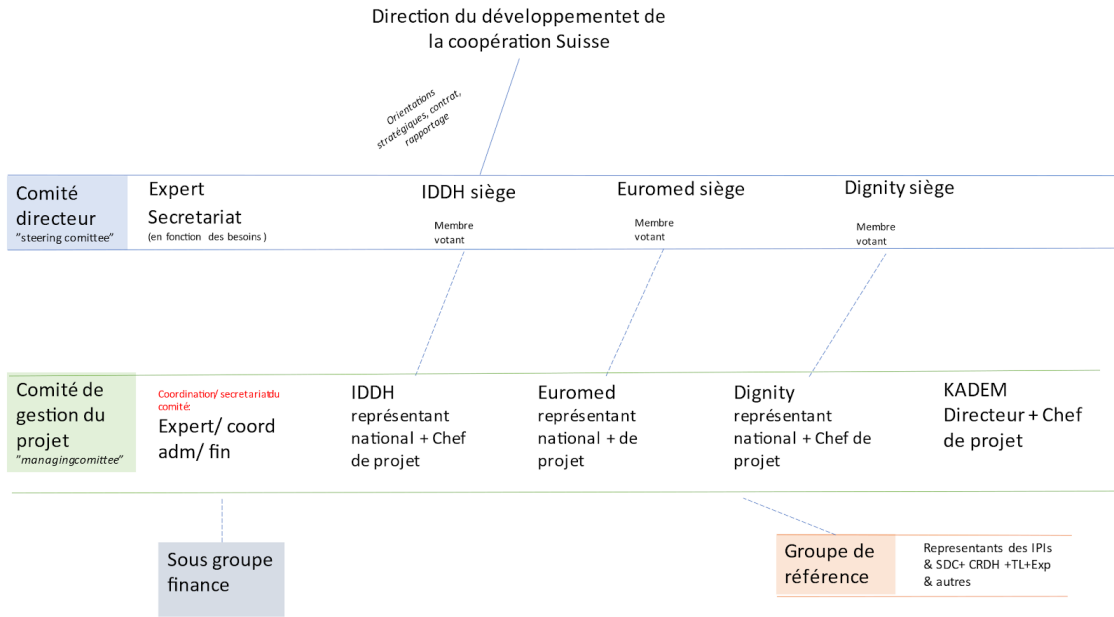 Direction du développementet de
la coopération Suisse
Orientations
stratégiques, contrat,
rapportage
Comité
directeur
"steering comittee"
Expert
Secretariat
(en fonction des besoins )
IDDH siège
Membre
votant
Euromed siège
Membre
votant
Dignity siège
Membre
votant
Comité de
gestion du
projet
"managingcomittee"
Coordination/ secretariatdu
comité:
Expert/ coord
adm/ fin
IDDH
représentant
national + Chef
de projet
Euromed
représentant
national + de
projet
Dignity
représentant
national + Chef de
projet
KADEM
Directeur + Chef
de projet
Sous groupe
finance
Groupe de
référence
Representants des IPIs
& SDC+ CRDH +TL+Exp
& autres